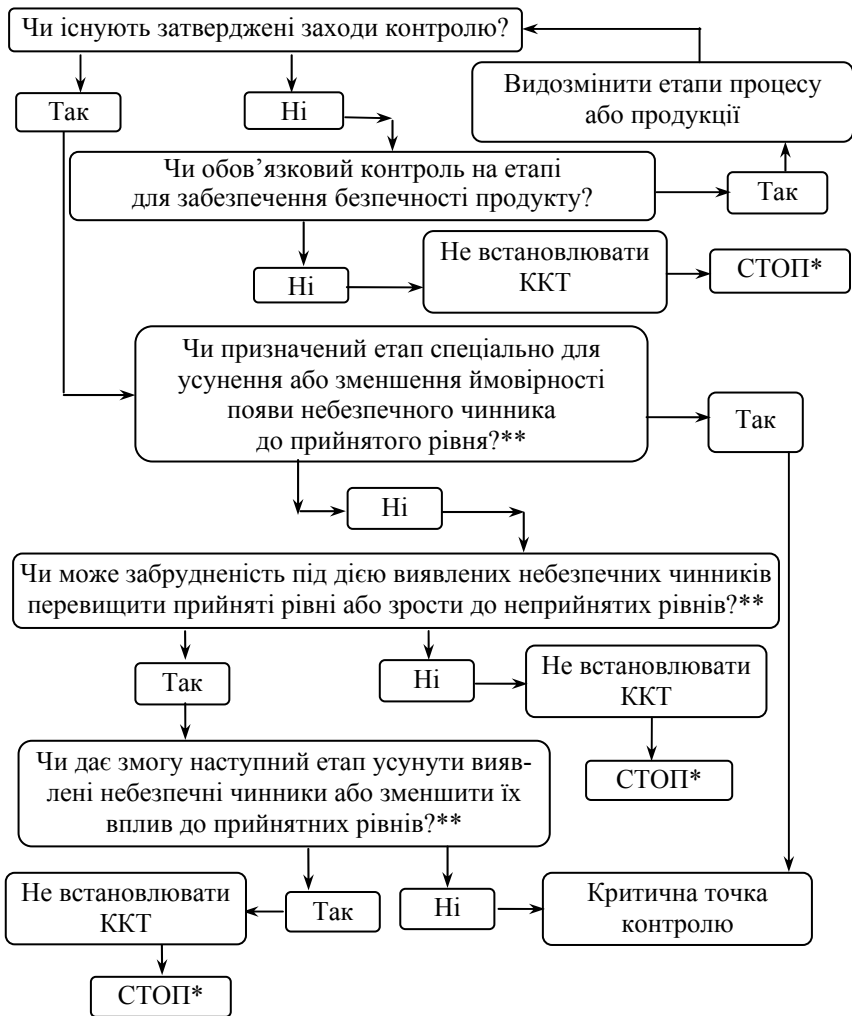 Чи існують затверджені заходи контролю?
Видозмінити етапи процесу
або продукції
Так
Ні
Чи обов’язковий контроль на етапі
для забезпечення безпечності продукту?
Так
Ні
Не встановлювати
ККТ
СТОП*
Чи призначений етап спеціально для
усунення або зменшення ймовірності
появи небезпечного чинника
до прийнятого рівня?**
Так
Ні
Чи може забрудненість під дією виявлених небезпечних чинників
перевищити прийняті рівні або зрости до неприйнятих рівнів?**
Так
Ні
Не встановлювати
ККТ
СТОП*
Чи дає змогу наступний етап усунути вияв-
лені небезпечні чинники або зменшити їх
вплив до прийнятних рівнів?**
Не встановлювати
ККТ
Так
Ні
Критична точка
контролю
СТОП*